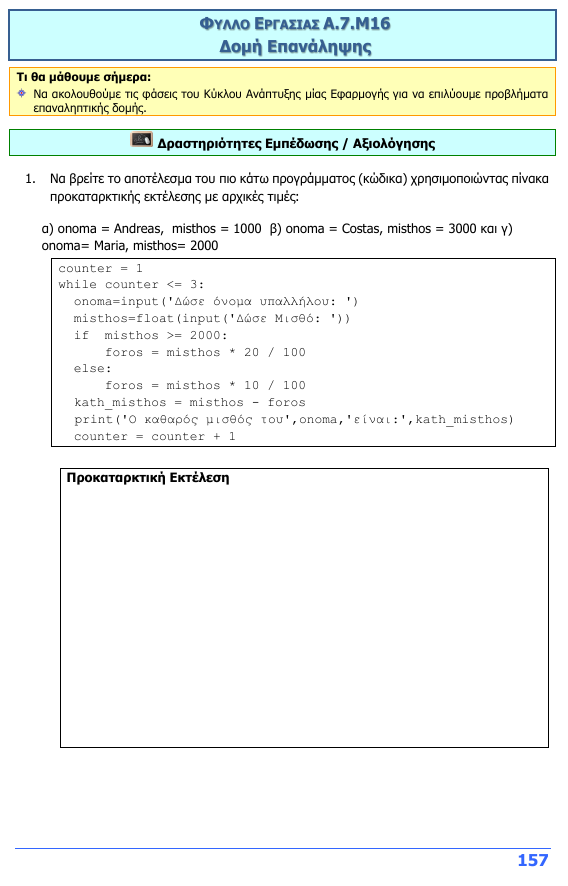 Φύλλο Εργασίας Α.7.Μ16
Δομή Επανάληψης
Τι θα μάθουμε σήμερα:
Να ακολουθούμε τις φάσεις του Κύκλου Ανάπτυξης μίας Εφαρμογής για να επιλύουμε προβλήματα
επαναληπτικής δομής.
Δραστηριότητες Εμπέδωσης / Αξιολόγησης
1. Να βρείτε το αποτέλεσμα του πιο κάτω προγράμματος (κώδικα) χρησιμοποιώντας πίνακα
προκαταρκτικής εκτέλεσης με αρχικές τιμές:
α) onoma = Andreas, misthos = 1000 β) onoma = Costas, misthos = 3000 και γ)
onoma= Maria, misthos= 2000
counter = 1
while counter <= 3:
  onoma=input('Δώσε όνομα υπαλλήλου: ')
  misthos=float(input('Δώσε Μισθό: '))
  if  misthos >= 2000:
      foros = misthos * 20 / 100
  else:
      foros = misthos * 10 / 100
  kath_misthos = misthos - foros
  print('Ο καθαρός μισθός του',onoma,'είναι:',kath_misthos)
  counter = counter + 1
Προκαταρκτική Εκτέλεση
157